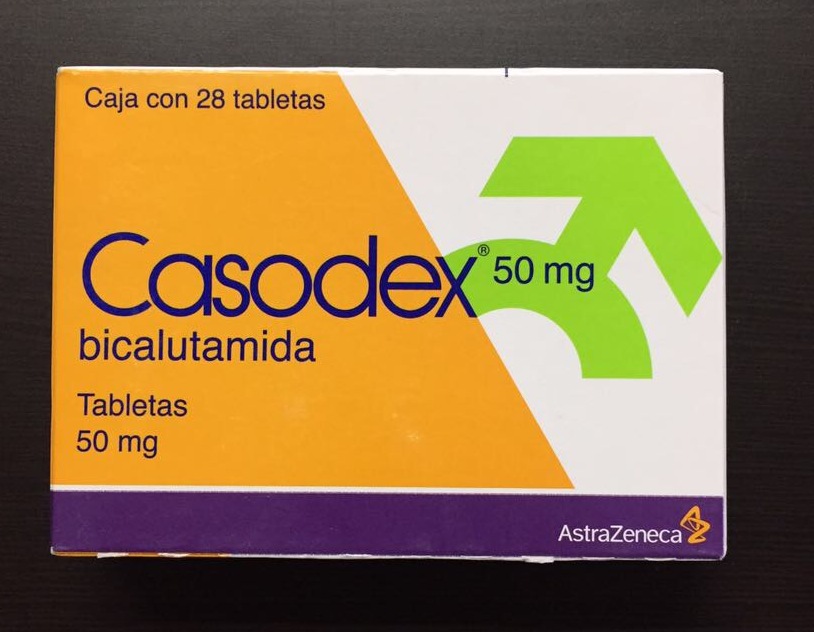 Caja con 28 tabletas
Casodex® 50 mg
bicalutamida
Tabletas
50 mg
AstraZeneca